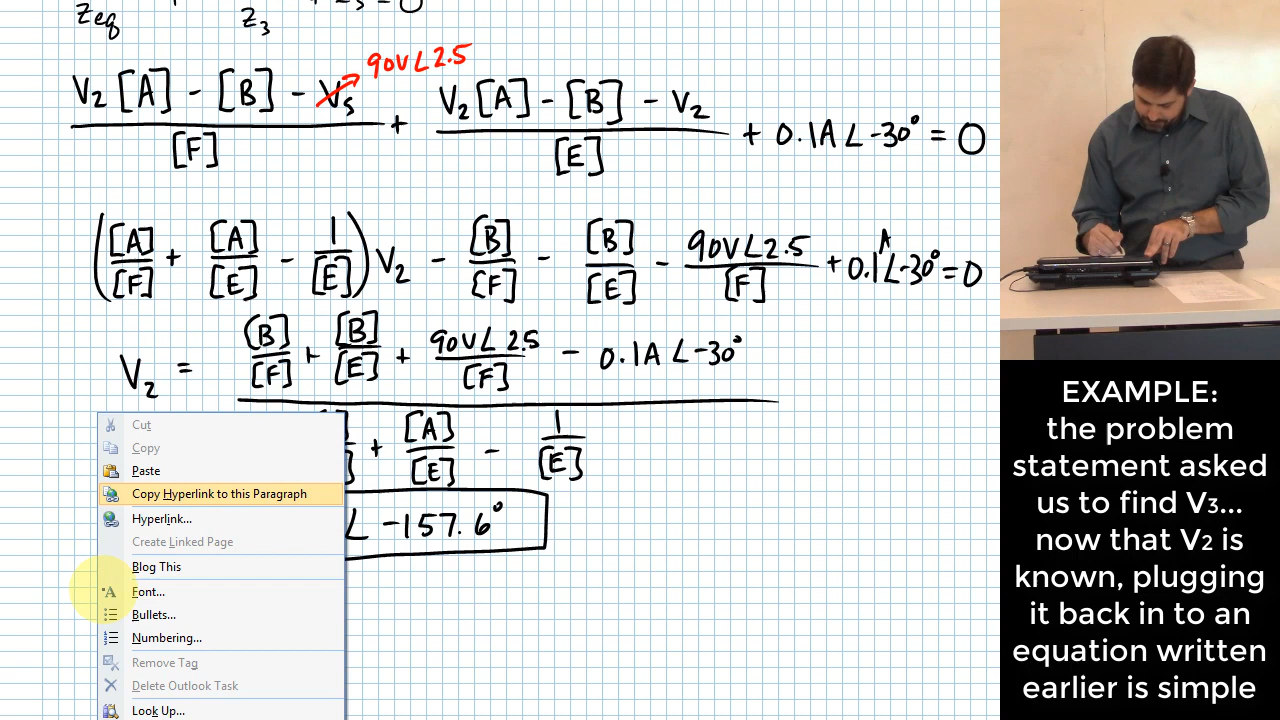 Zeq Z3 + Z3 = 0
90V∠2.5
V2[A] - [B] - Vs + V2[A] - [B] - V2 + 0.1A∠-30° = 0
[F] [E]
([A]/[F] + [A]/[E] - 1/[E]) V2 - [B]/[F] - [B]/[E] - 90V∠2.5/[F] + 0.1A∠-30° = 0
V2 = [B]/[F] + [B]/[E] + 90V∠2.5/[F] - 0.1A∠-30°
+ [A]/[E] - 1/[E]
∠-157.6°
Cut
Copy
Paste
Copy Hyperlink to this Paragraph
Hyperlink...
Create Linked Page
Blog This
Font...
Bullets...
Numbering...
Remove Tag
Delete Outlook Task
Look Up...
EXAMPLE:
the problem
statement asked
us to find V3...
now that V2 is
known, plugging
it back in to an
equation written
earlier is simple